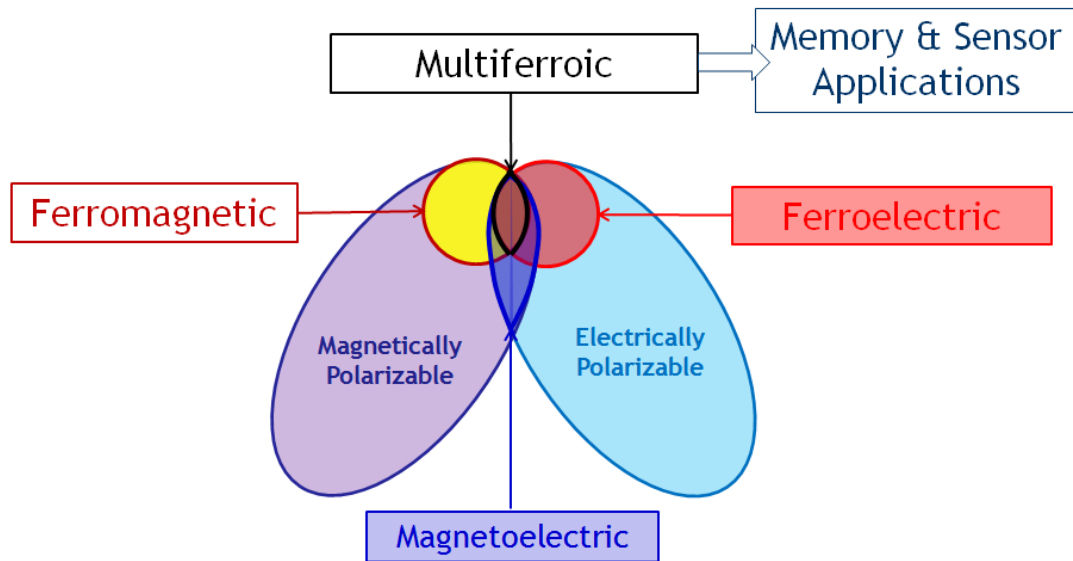 Multiferroic
Memory & Sensor
Applications
Ferromagnetic
Ferroelectric
Magnetically
Polarizable
Electrically
Polarizable
Magnetoelectric